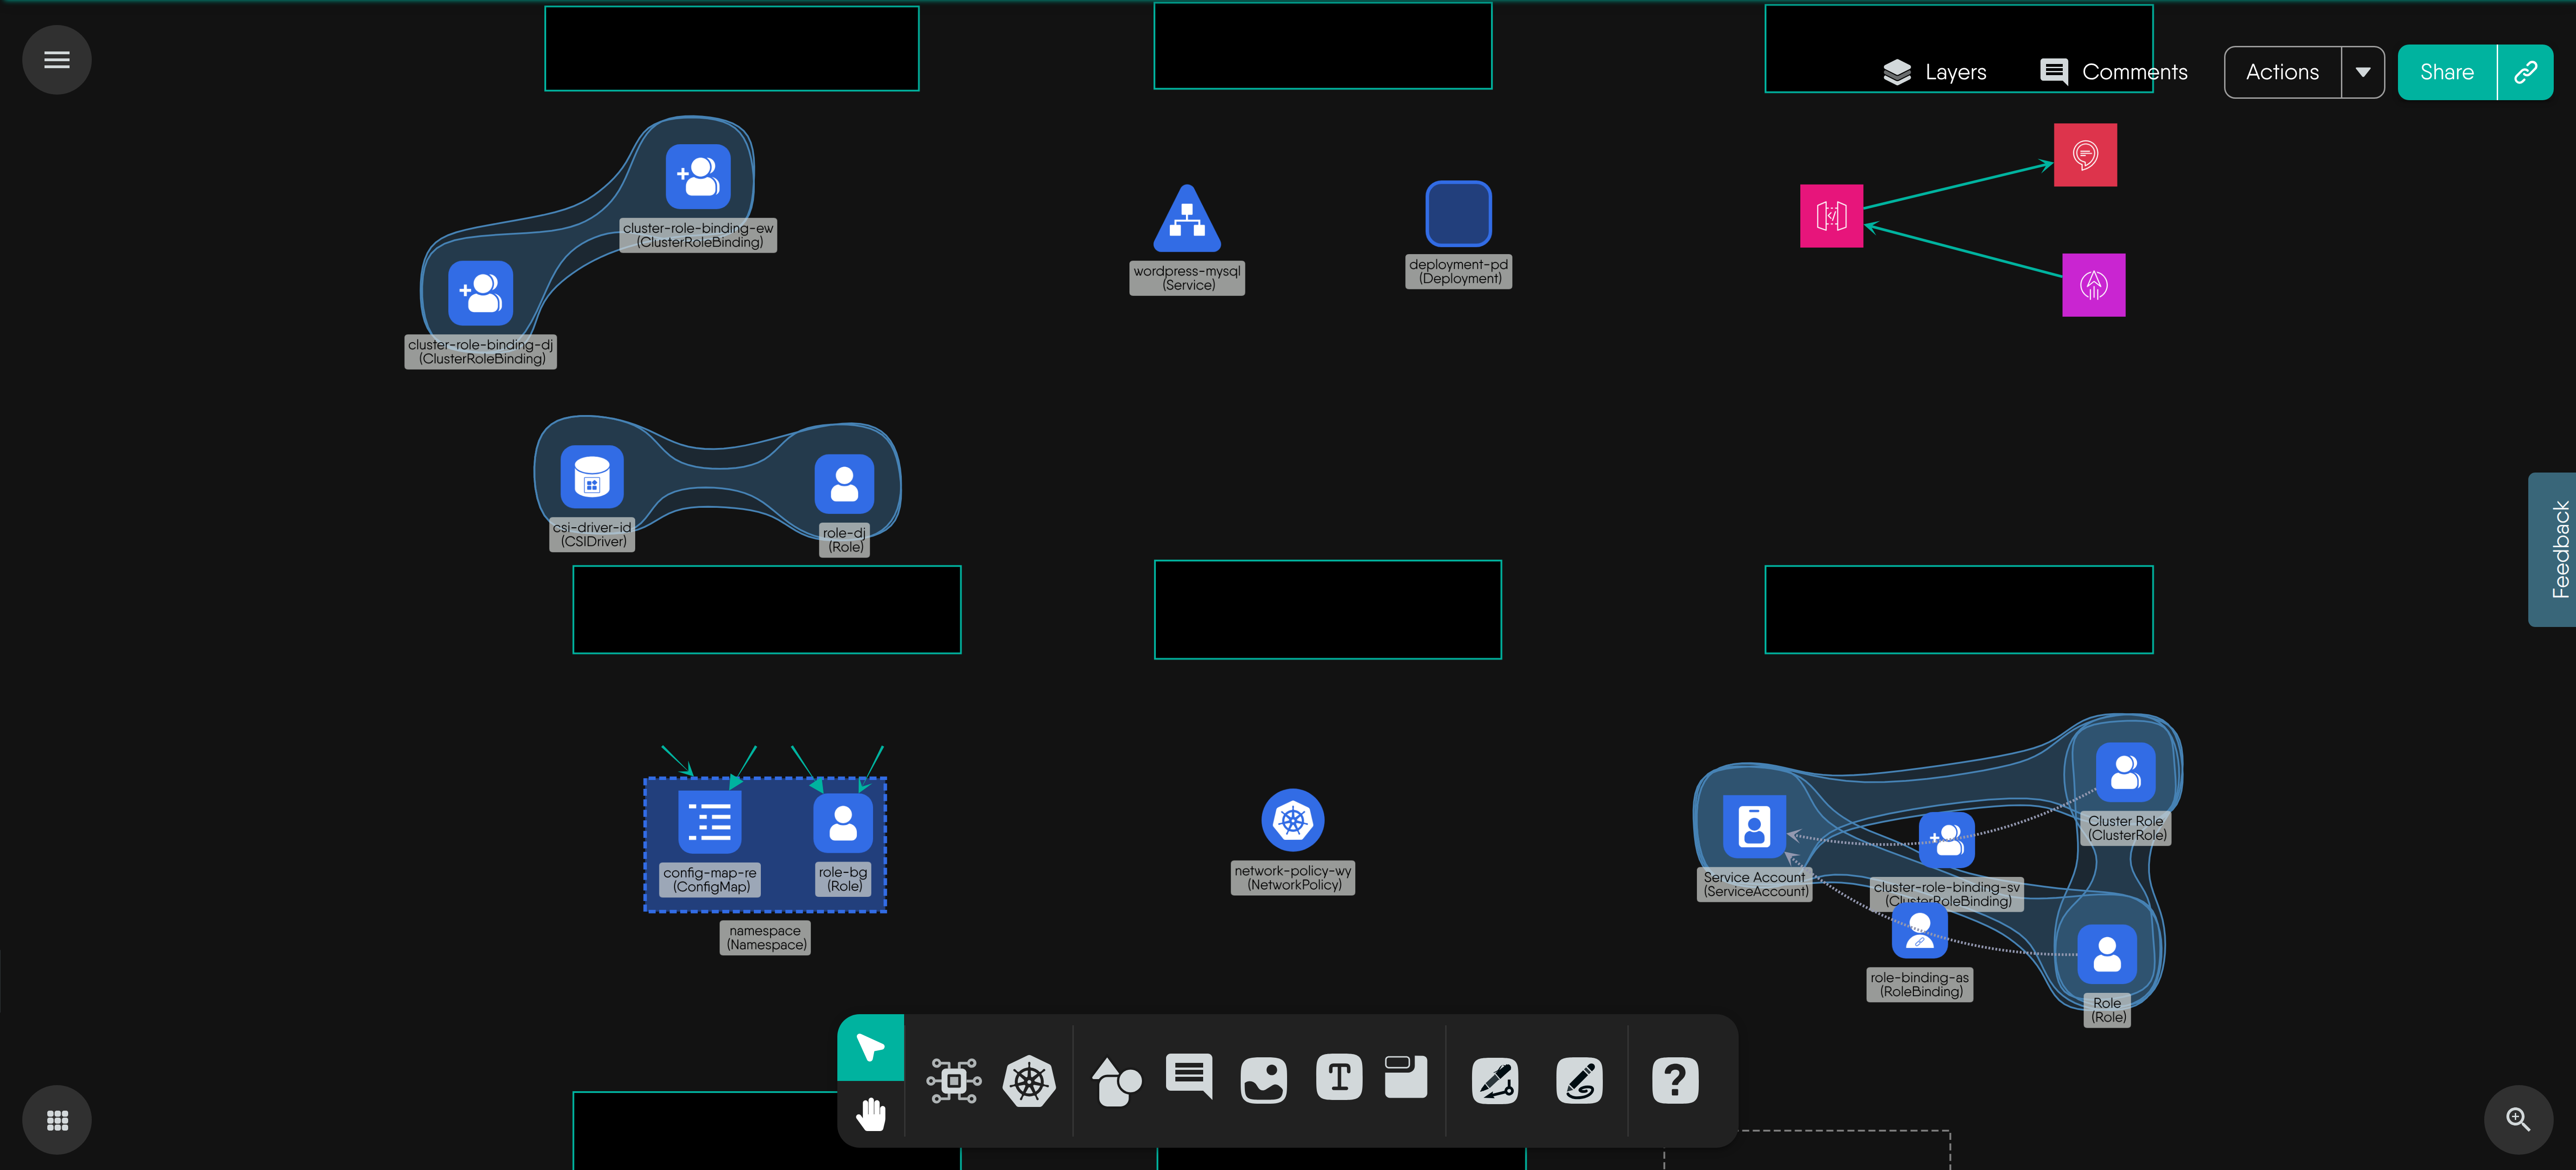 Layers
Comments
Actions
Share
cluster-role-binding-ew
(ClusterRoleBinding)
cluster-role-binding-dj
(ClusterRoleBinding)
wordpress-mysql
(Service)
deployment-pd
(Deployment)
csi-driver-id
(CSIDriver)
role-dj
(Role)
Feedback
config-map-re
(ConfigMap)
role-bg
(Role)
namespace
(Namespace)
network-policy-wy
(NetworkPolicy)
Cluster Role
(ClusterRole)
Service Account
(ServiceAccount)
cluster-role-binding-sv
(ClusterRoleBinding)
role-binding-as
(RoleBinding)
Role
(Role)